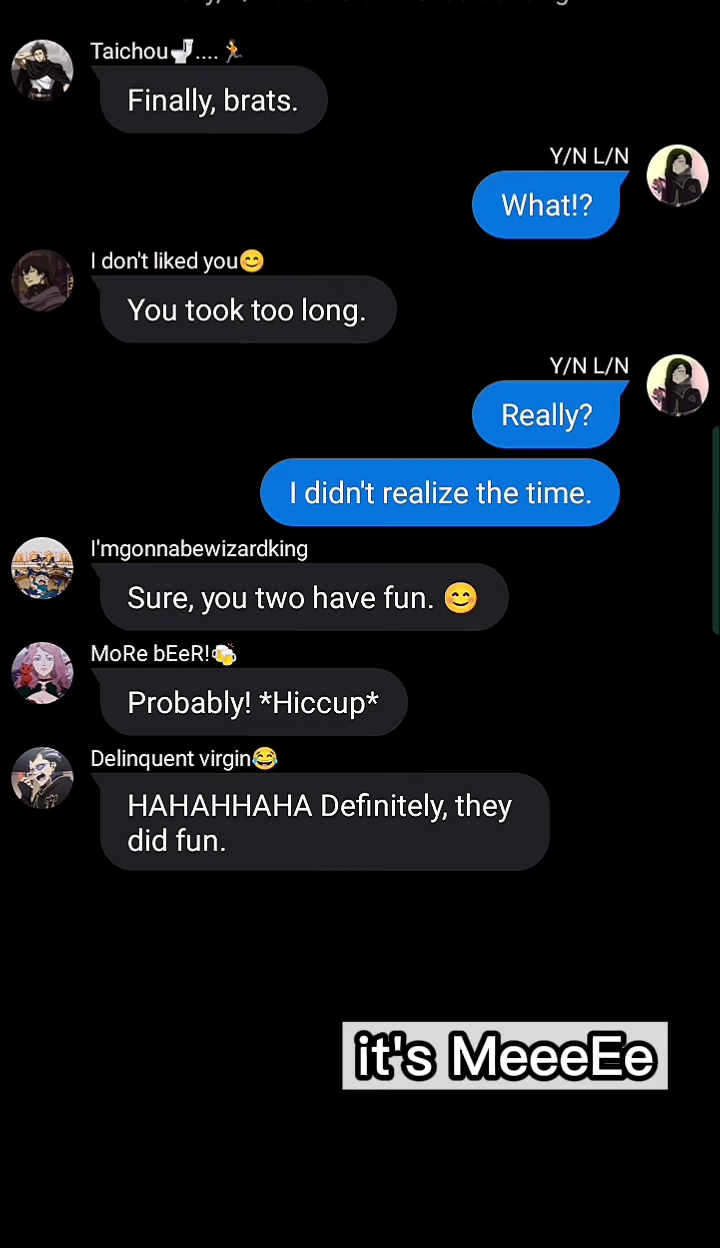 Taichou🚽....🏃
Finally, brats.
Y/N L/N
What!?
I don't liked you😊
You took too long.
Y/N L/N
Really?
I didn't realize the time.
I'mgonnabewizardking
Sure, you two have fun. 😊
MoRe bEeR!🍻
Probably! *Hiccup*
Delinquent virgin😂
HAHAHHAHA Definitely, they
did fun.
it's MeeeEe